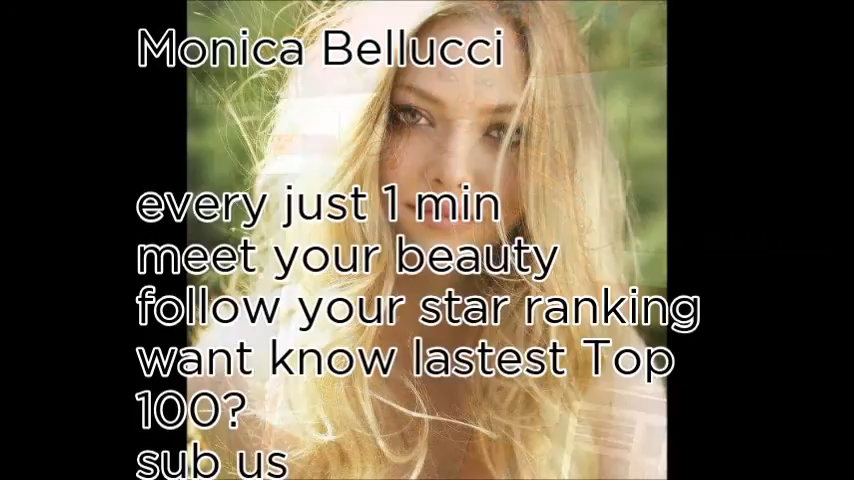 Monica Bellucci
every just 1 min
meet your beauty
follow your star ranking
want know lastest Top
100?
sub us